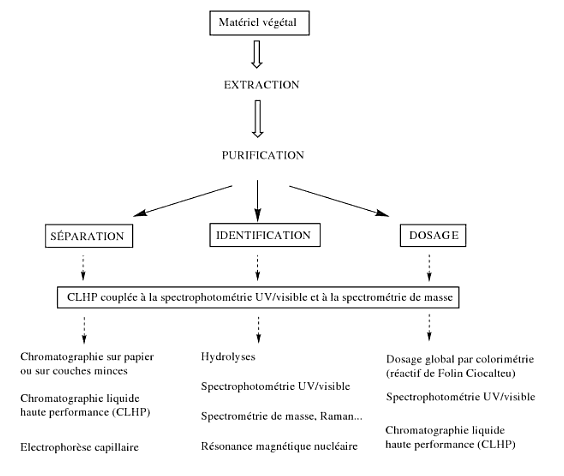 Matériel végétal
EXTRACTION
PURIFICATION
SÉPARATION
IDENTIFICATION
DOSAGE
CLHP couplée à la spectrophotométrie UV/visible et à la spectrométrie de masse
Chromatographie sur papier
ou sur couches minces
Chromatographie liquide
haute performance (CLHP)
Electrophorèse capillaire
Hydrolyses
Spectrophotométrie UV/visible
Spectrométrie de masse, Raman...
Résonance magnétique nucléaire
Dosage global par colorimétrie
(réactif de Folin Ciocalteu)
Spectrophotométrie UV/visible
Chromatographie liquide
haute performance (CLHP)